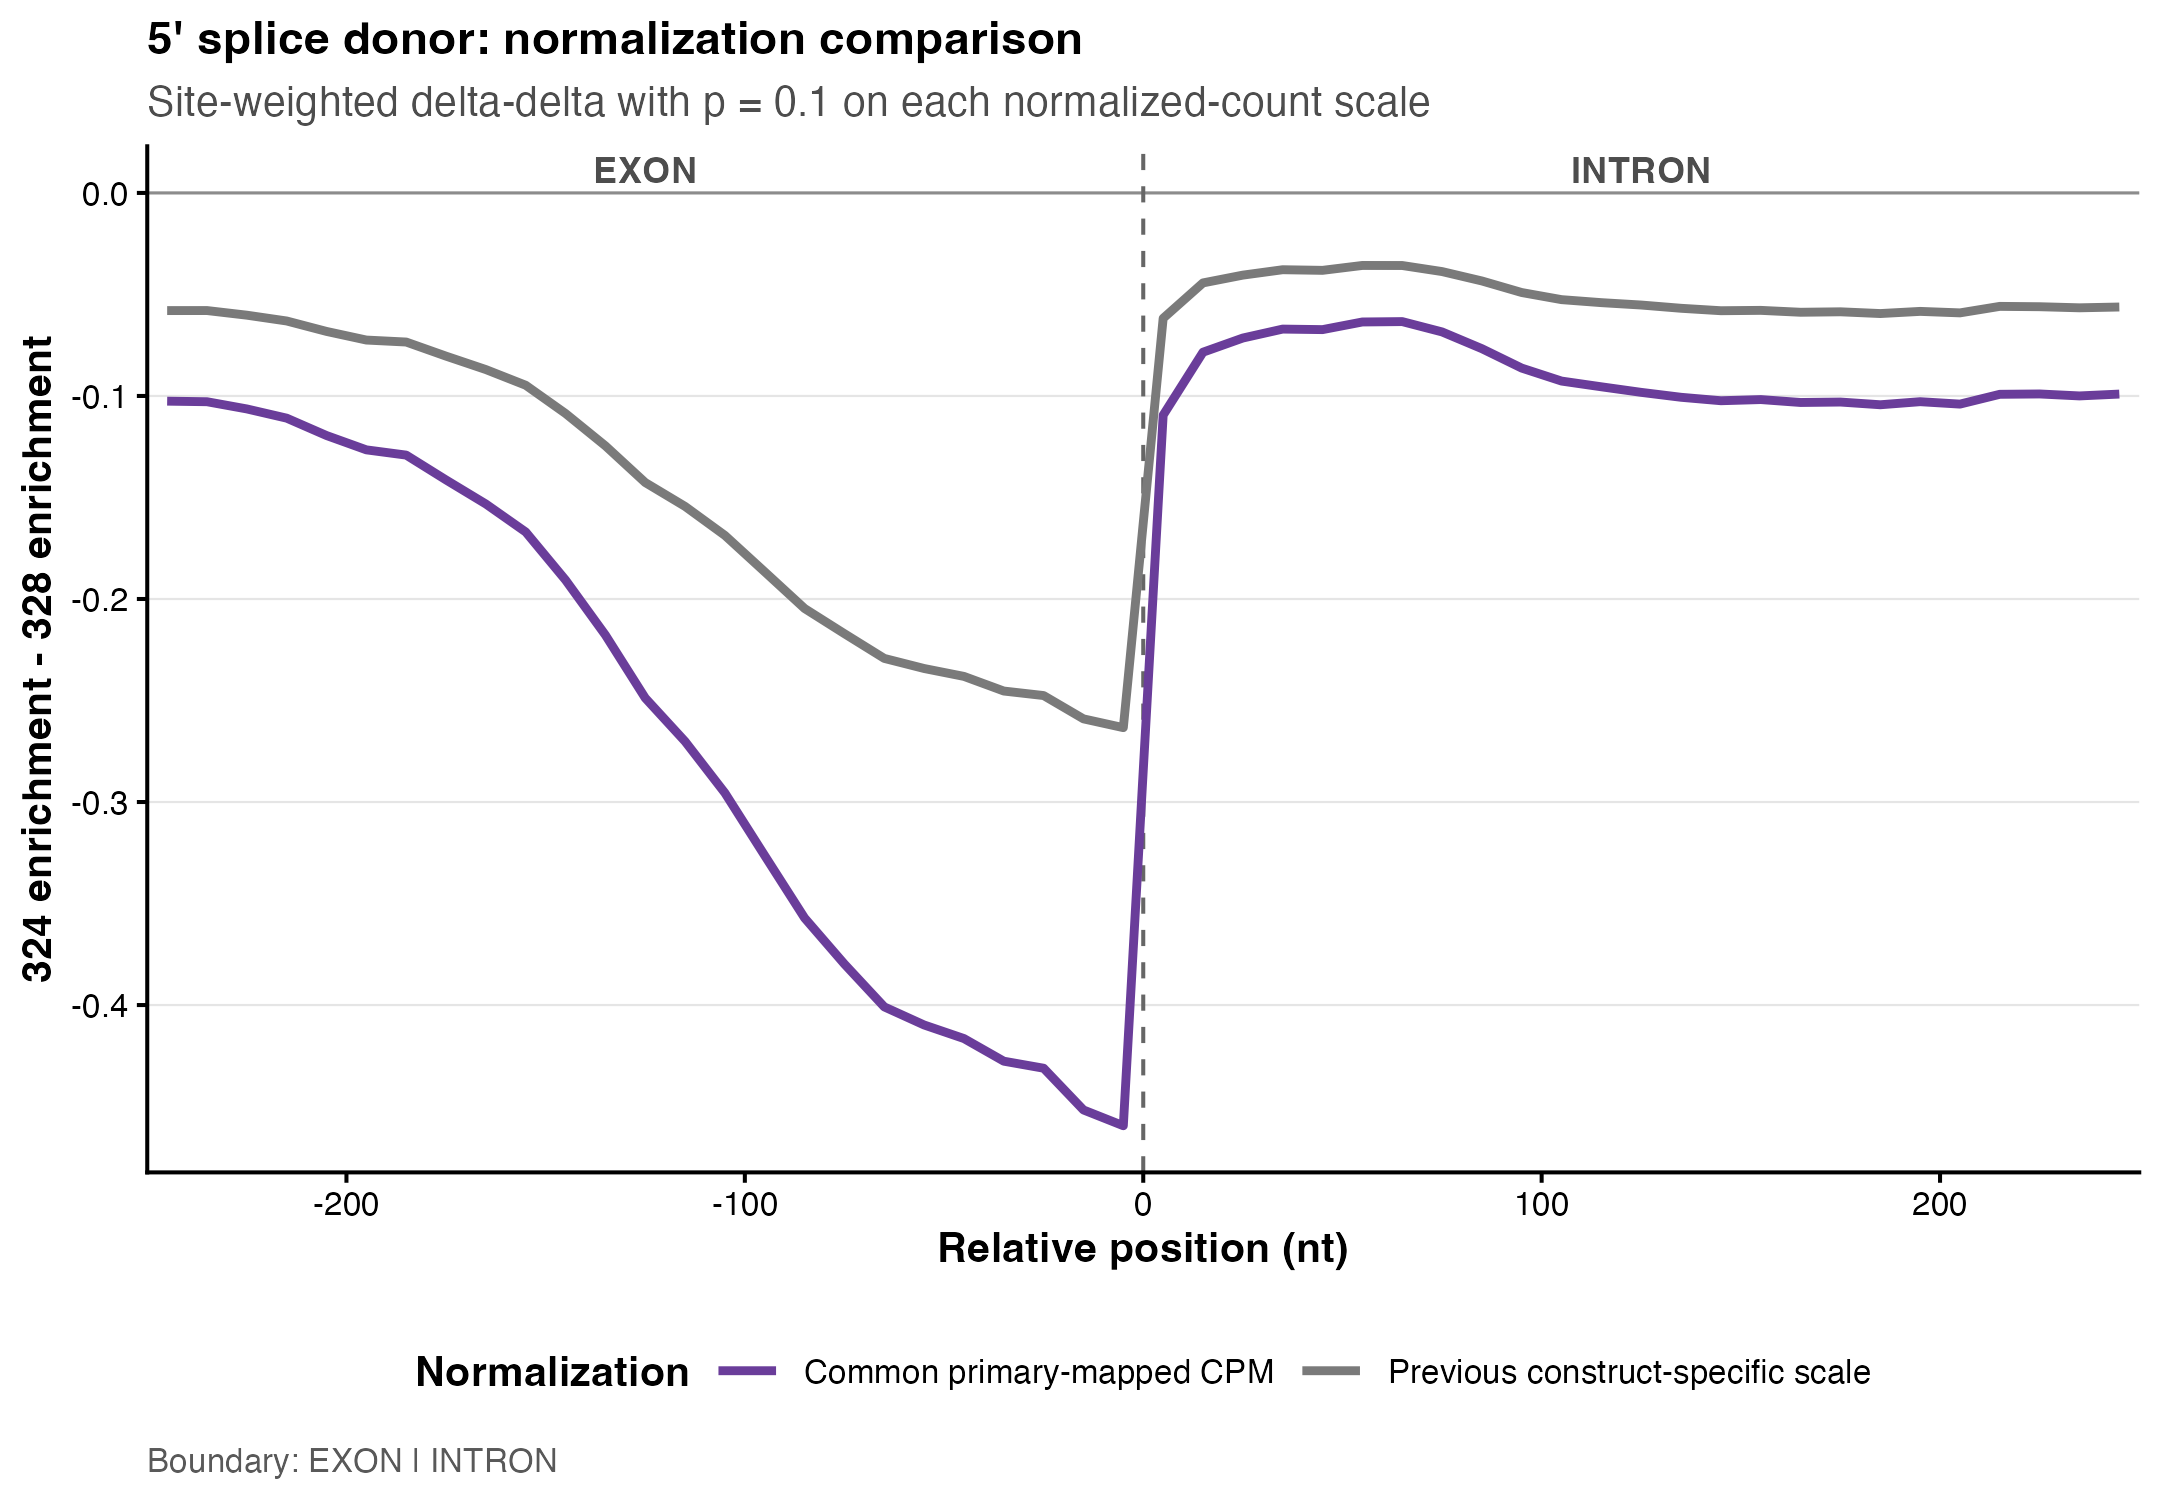 5' splice donor: normalization comparison
Site-weighted delta-delta with p = 0.1 on each normalized-count scale
EXON INTRON
324 enrichment - 328 enrichment
0.0
-0.1
-0.2
-0.3
-0.4
-200 -100 0 100 200
Relative position (nt)
Normalization Common primary-mapped CPM Previous construct-specific scale
Boundary: EXON | INTRON